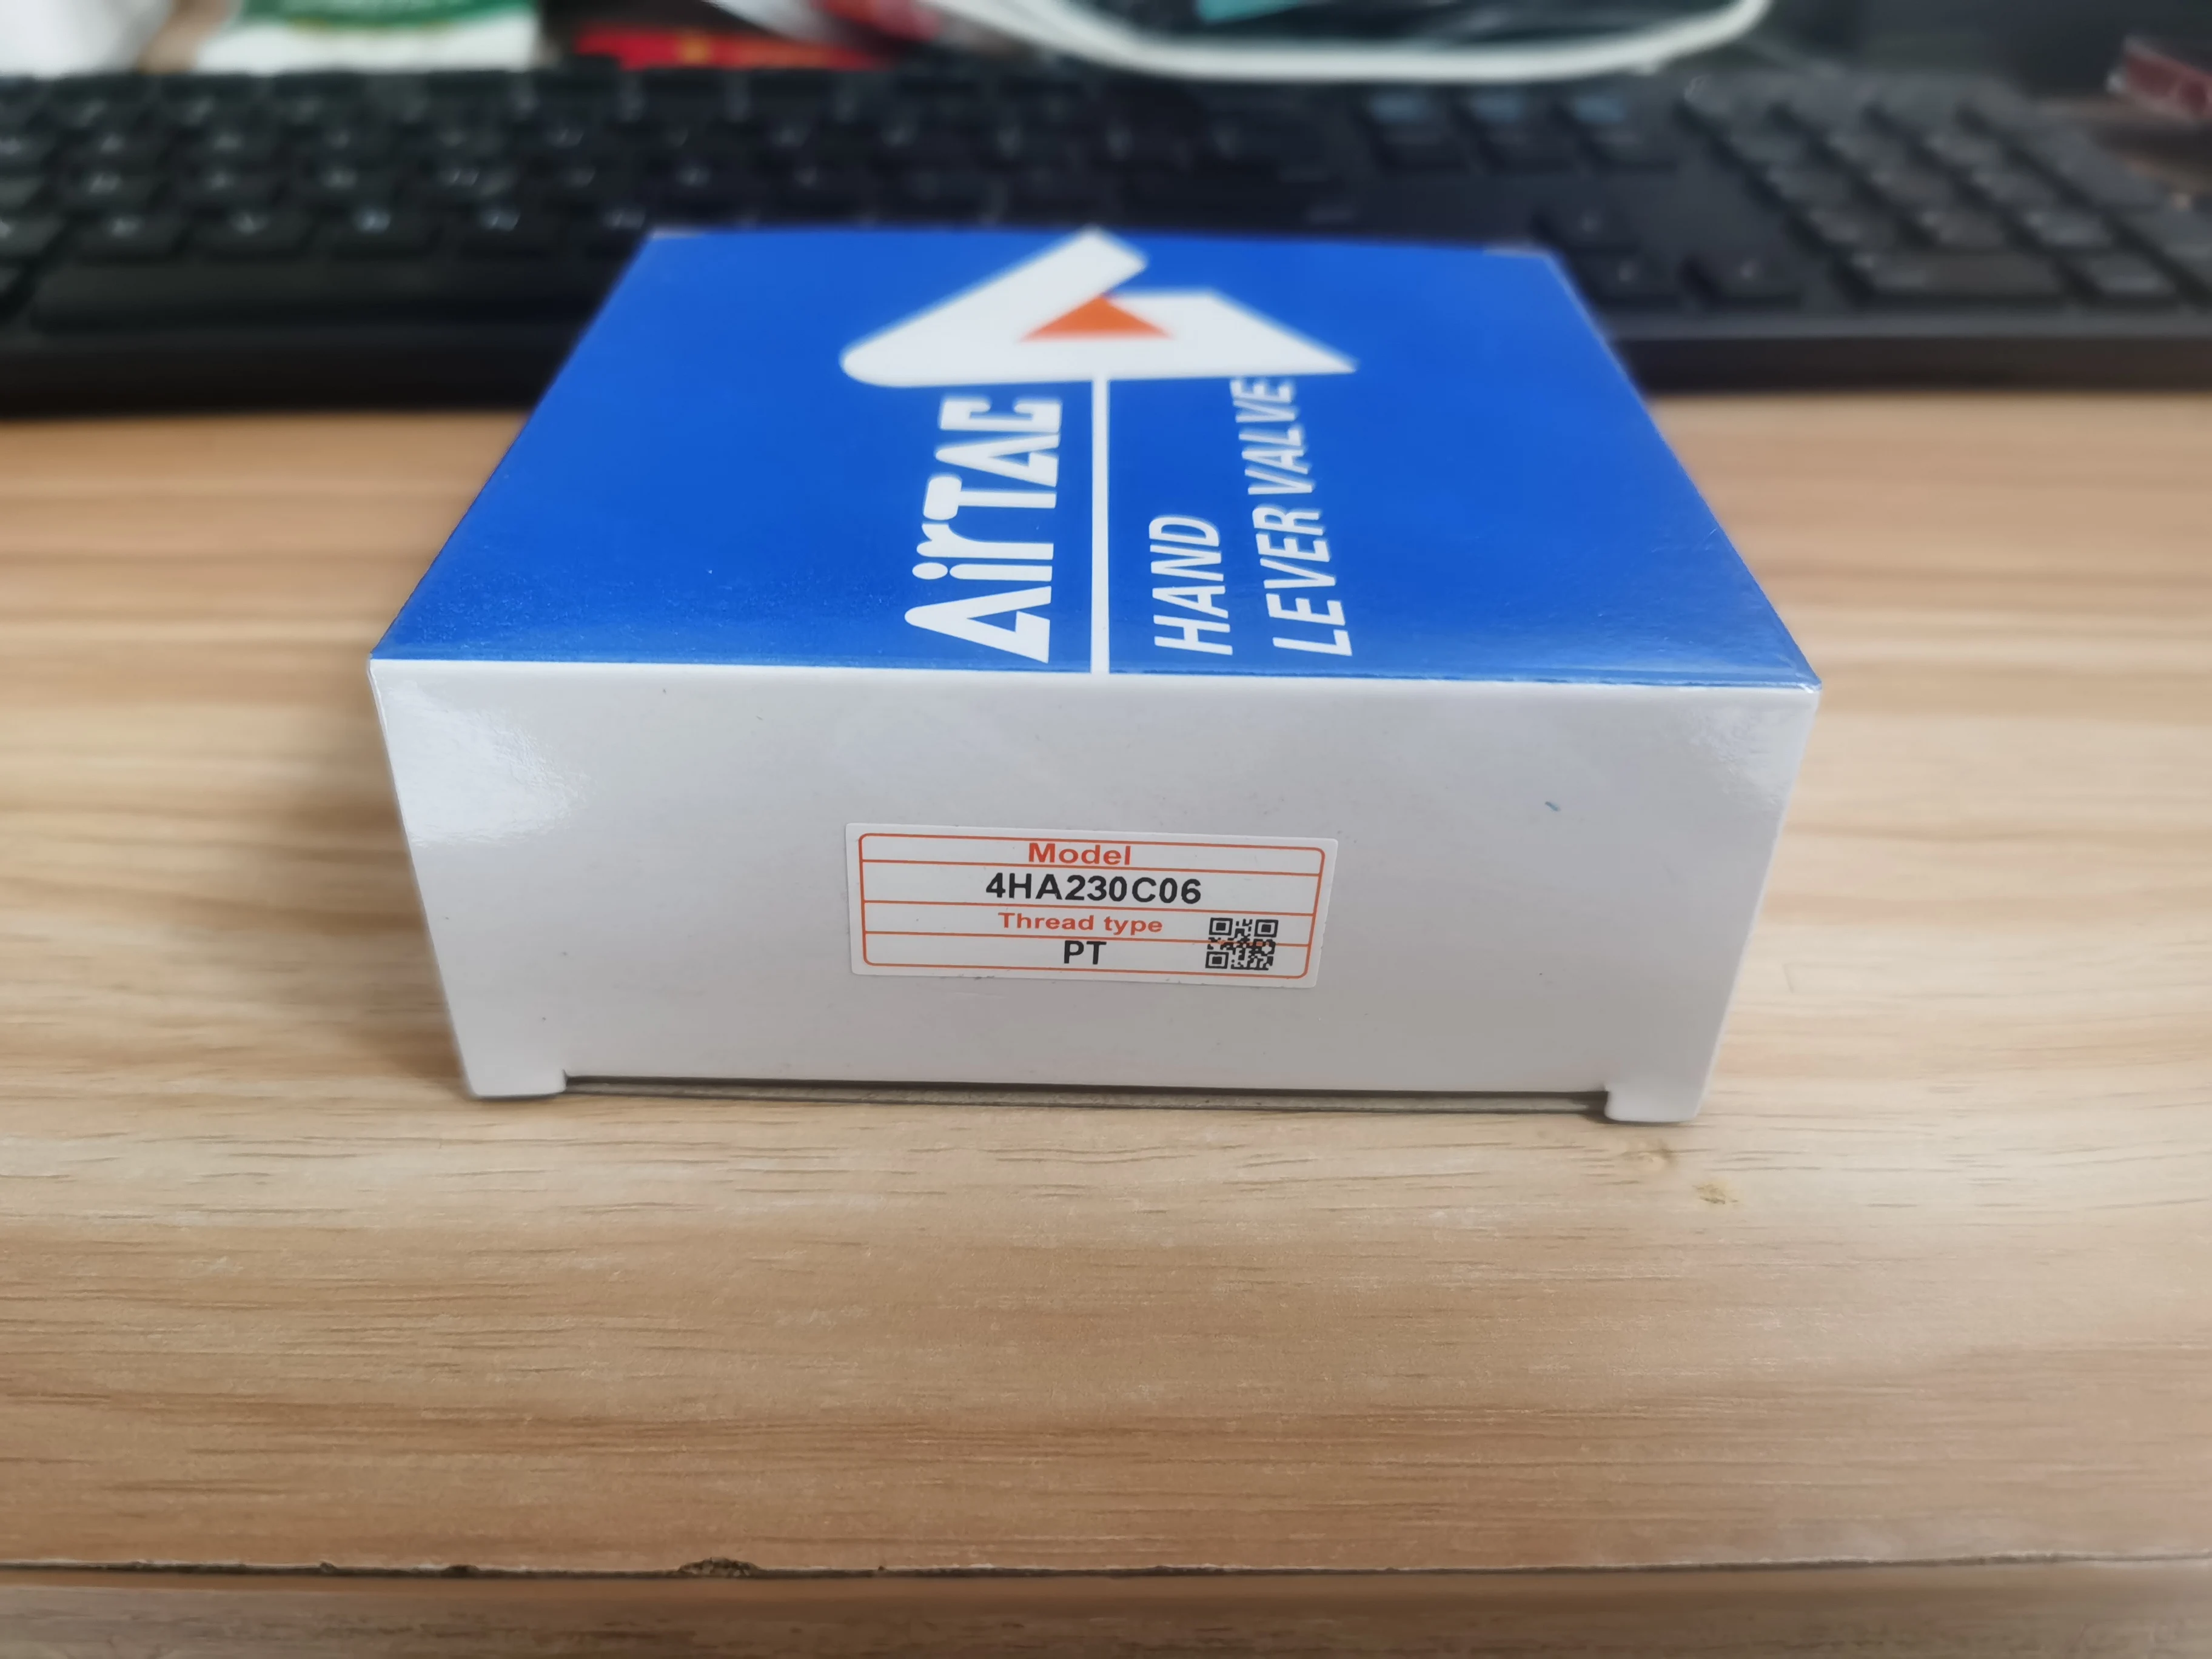 AirTAC
HAND
LEVER VALVE
Model
4HA230C06
Thread type
PT